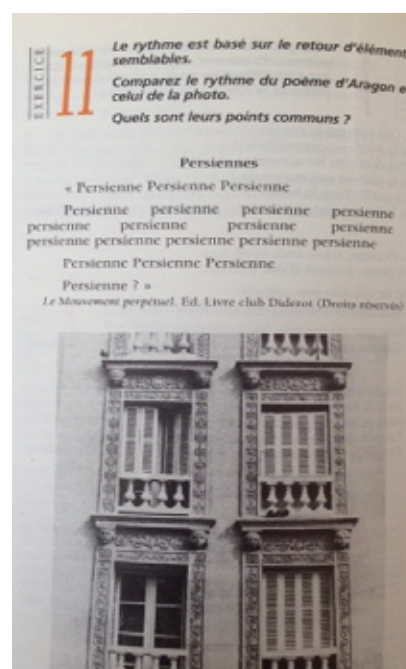 EXERCICE
11
Le rythme est basé sur le retour d'élément
semblables.
Comparez le rythme du poème d'Aragon e
celui de la photo.
Quels sont leurs points communs ?
Persiennes
« Persienne Persienne Persienne
Persienne persienne persienne persienne
persienne persienne persienne persienne
persienne persienne persienne persienne persienne
Persienne Persienne Persienne
Persienne ? »
Le Mouvement perpétuel. Ed. Livre club Diderot (Droits réservés)